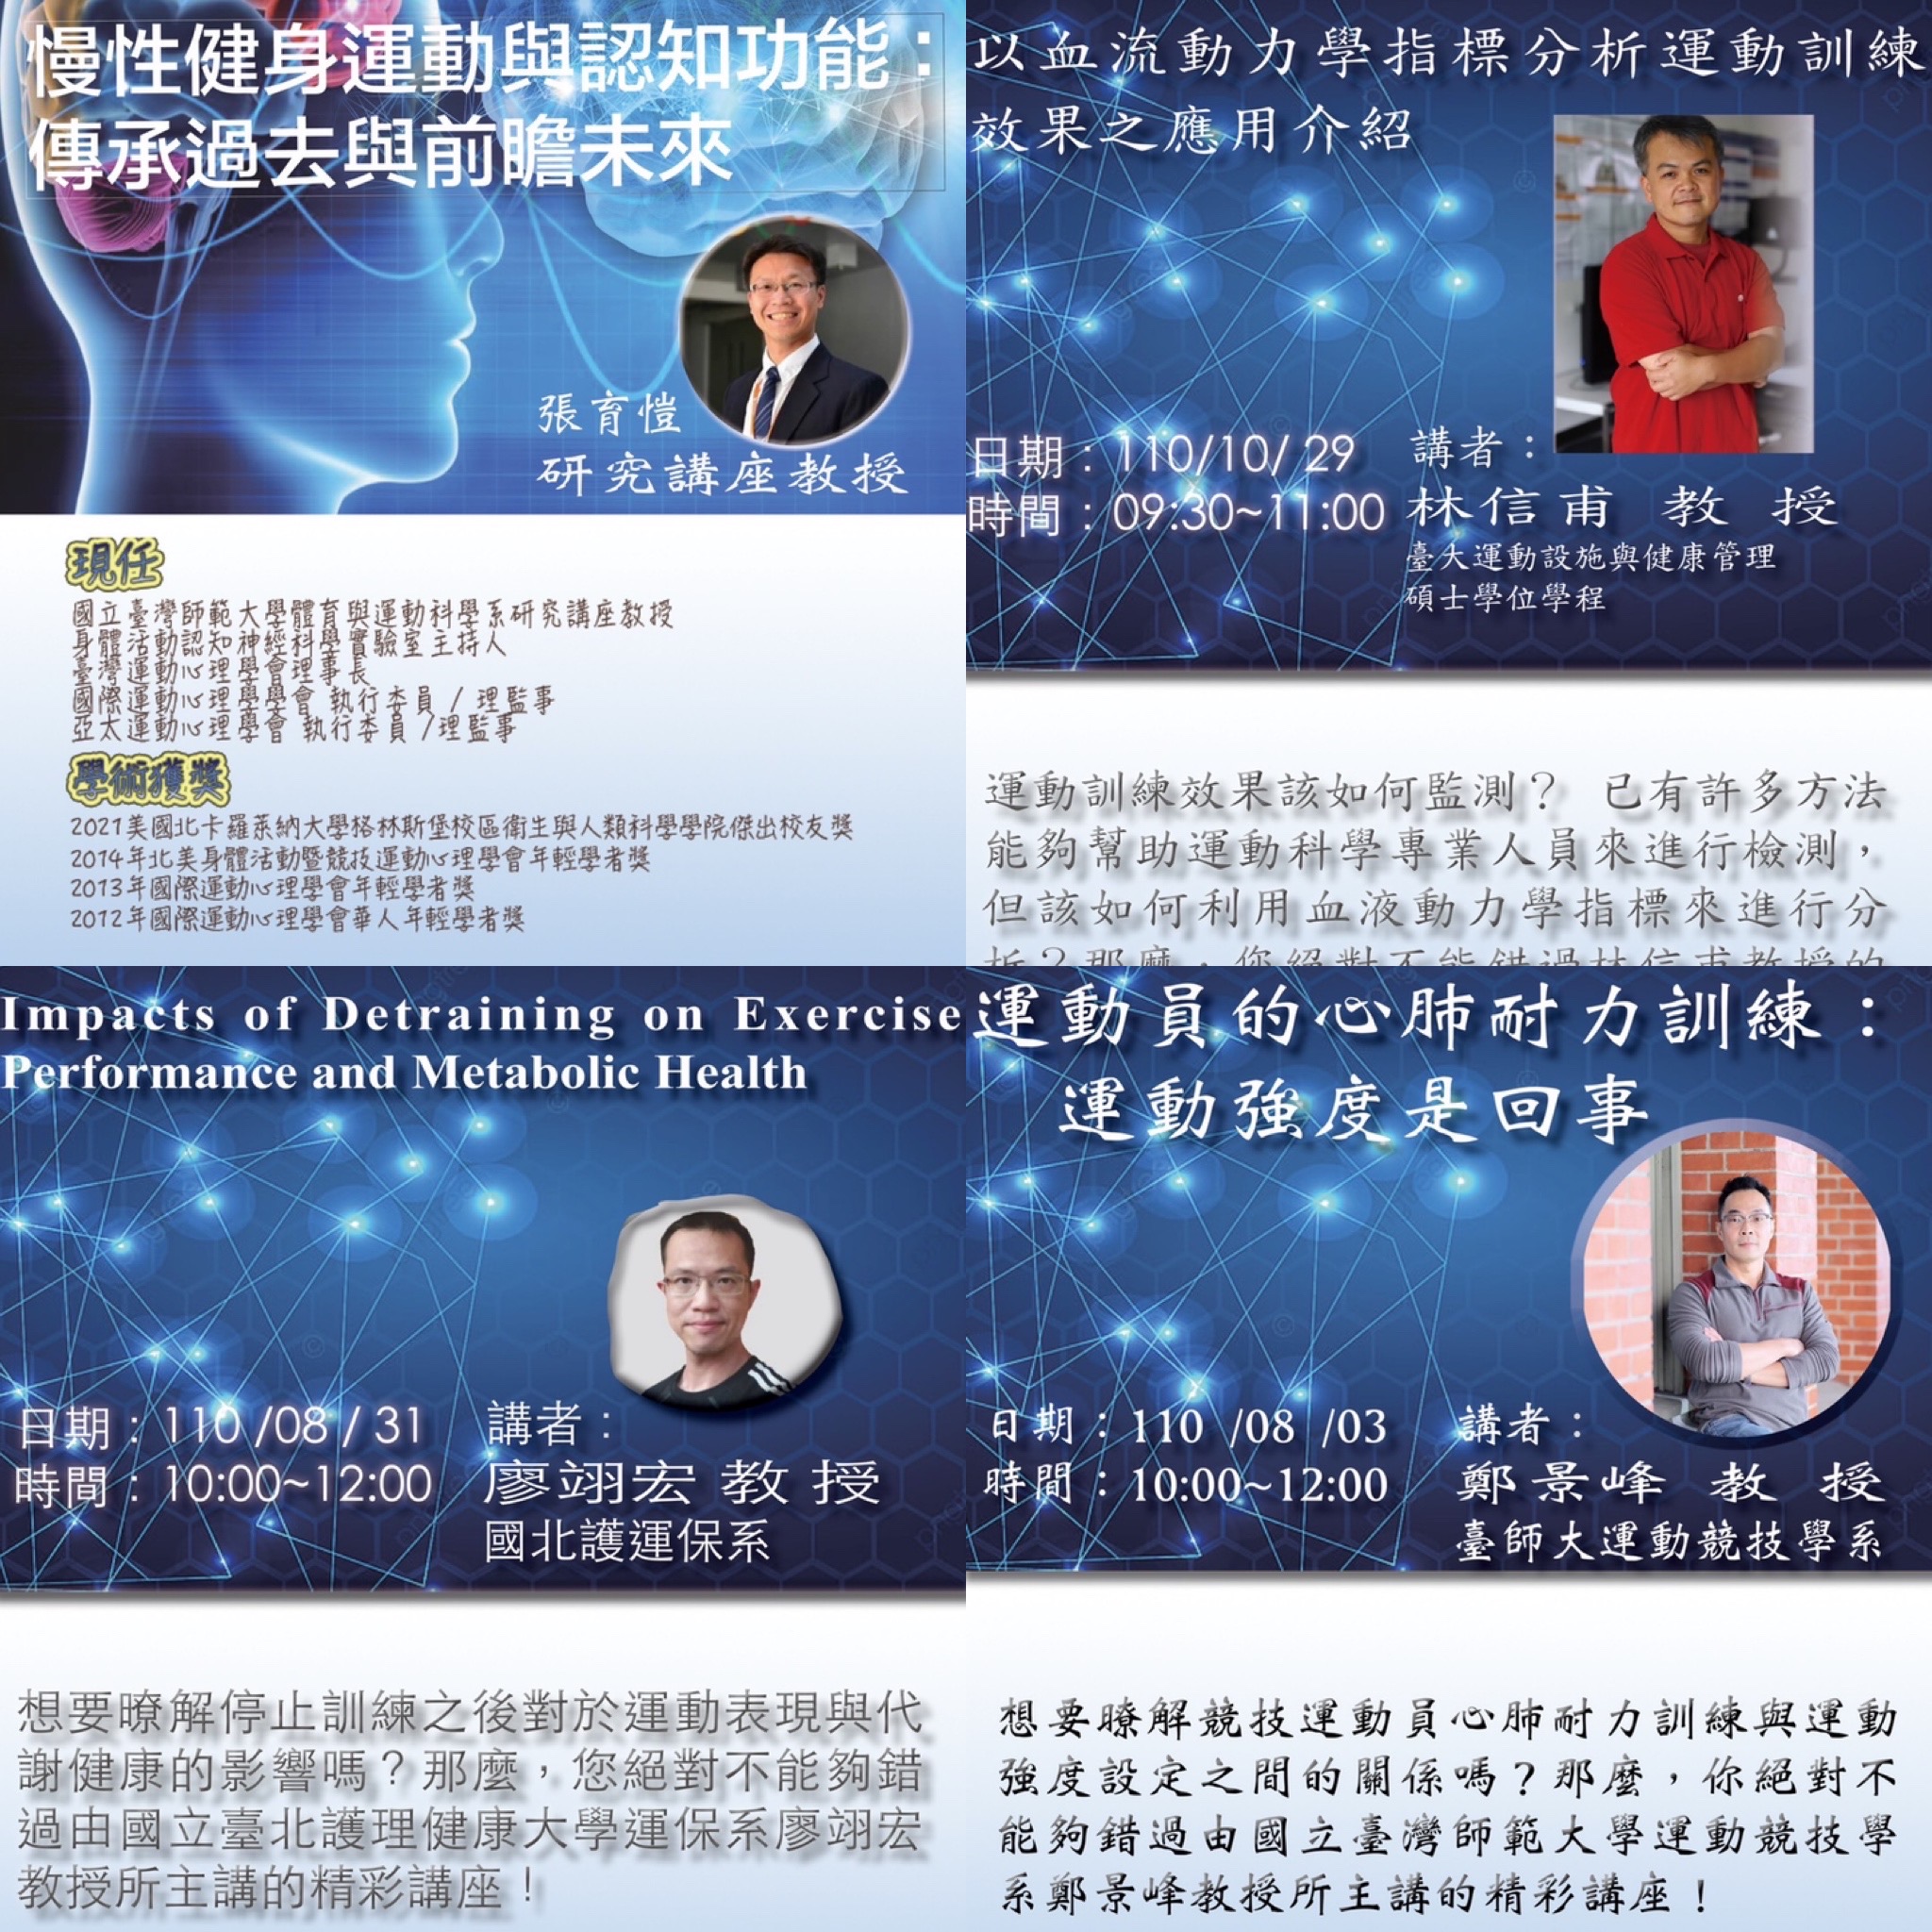 慢性健身運動與認知功能：
傳承過去與前瞻未來
張育愷
研究講座教授
現任
國立臺灣師範大學體育與運動科學系研究講座教授
身體活動認知神經科學實驗室主持人
臺灣運動心理學會理事長
國際運動心理學學會 執行委員 / 理監事
亞太運動心理學會 執行委員 /理監事
學術獲獎
2021美國北卡羅萊納大學格林斯堡校區衛生與人類科學學院傑出校友獎
2014年北美身體活動暨競技運動心理學會年輕學者獎
2013年國際運動心理學會年輕學者獎
2012年國際運動心理學會華人年輕學者獎
以血流動力學指標分析運動訓練
效果之應用介紹
日期：110/10/ 29
時間：09:30~11:00
講者：
林信甫 教 授
臺大運動設施與健康管理
碩士學位學程
運動訓練效果該如何監測？ 已有許多方法
能夠幫助運動科學專業人員來進行檢測，
但該如何利用血液動力學指標來進行分
析？那麼，您絕對不能錯過林信甫教授的
Impacts of Detraining on Exercise
Performance and Metabolic Health
日期：110 /08 / 31
時間：10:00~12:00
講者：
廖翊宏 教 授
國北護運保系
想要瞭解停止訓練之後對於運動表現與代
謝健康的影響嗎？那麼，您絕對不能夠錯
過由國立臺北護理健康大學運保系廖翊宏
教授所主講的精彩講座！
運動員的心肺耐力訓練：
運動強度是回事
日期：110 /08 /03
時間：10:00~12:00
講者：
鄭景峰 教 授
臺師大運動競技學系
想要瞭解競技運動員心肺耐力訓練與運動
強度設定之間的關係嗎？那麼，你絕對不
能夠錯過由國立臺灣師範大學運動競技學
系鄭景峰教授所主講的精彩講座！